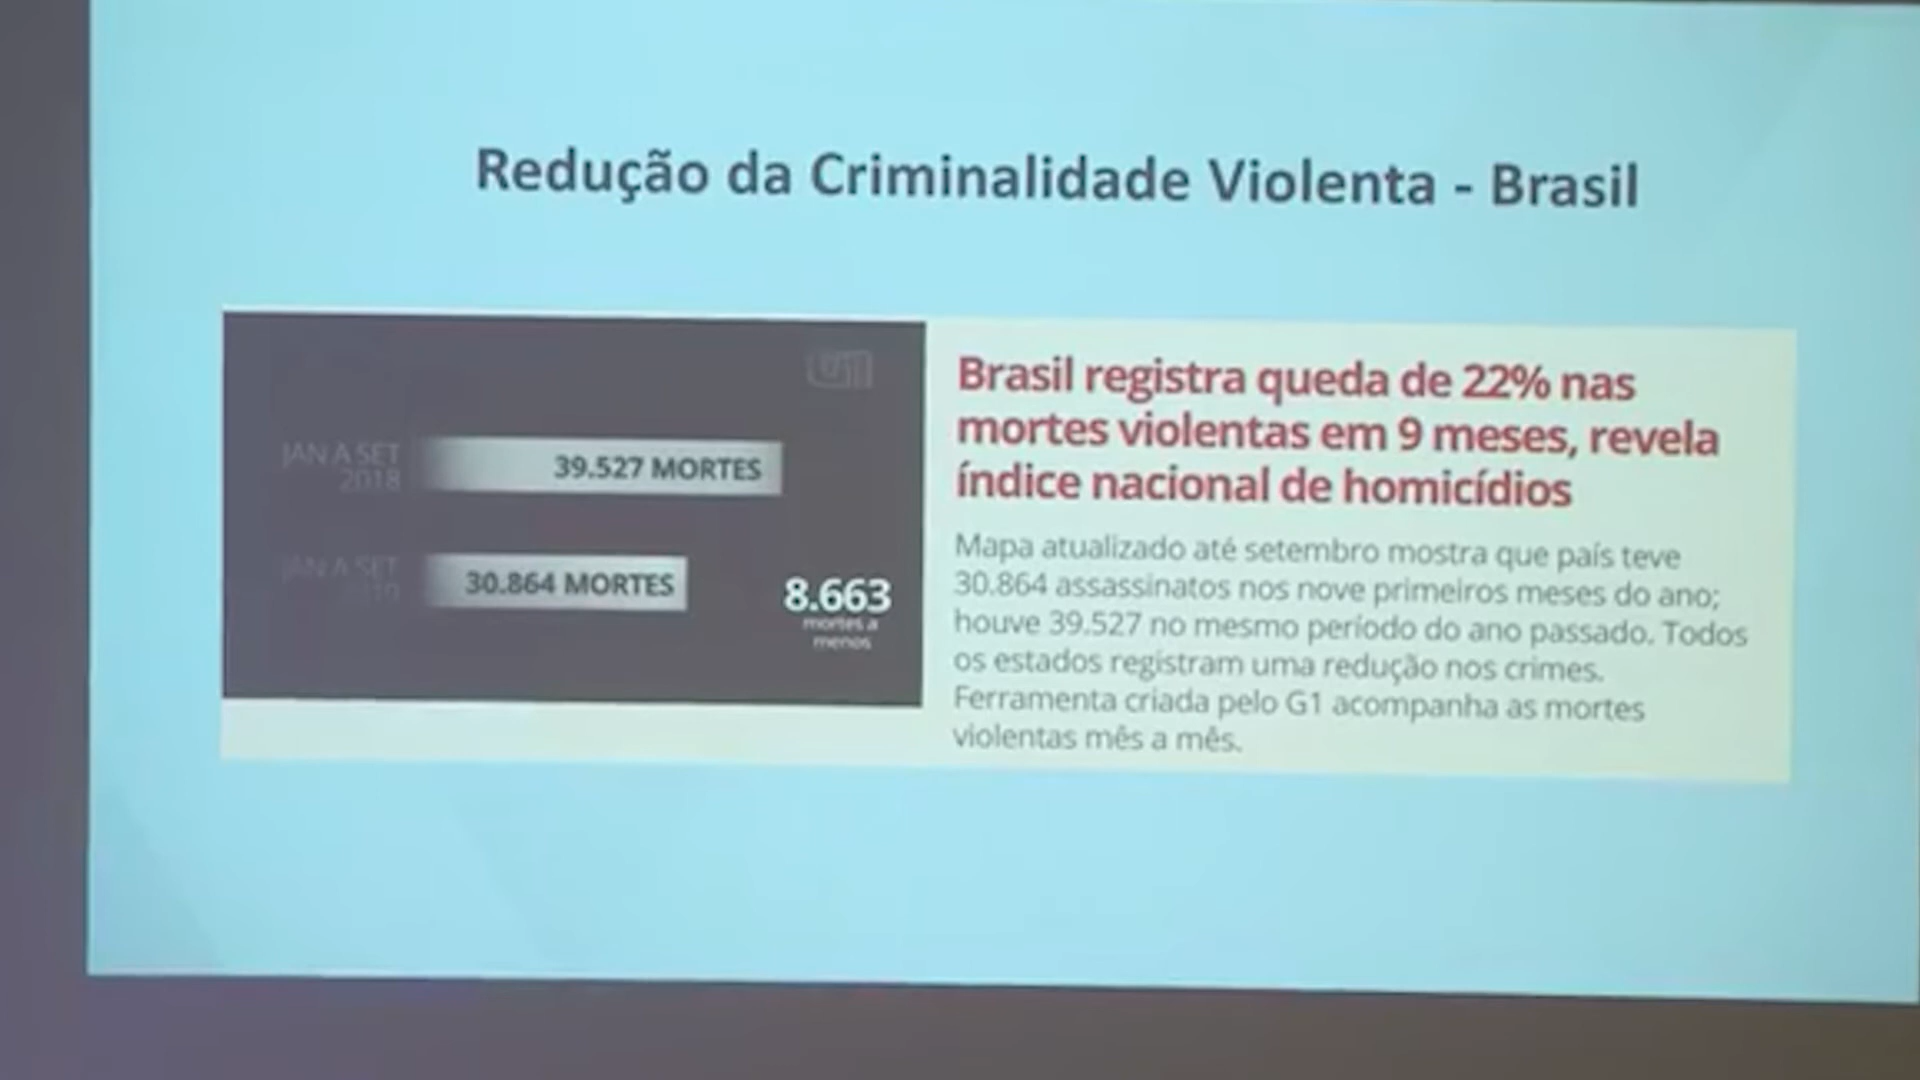 Redução da Criminalidade Violenta - Brasil
JAN A SET
2018
39.527 MORTES
JAN A SET
2019
30.864 MORTES
8.663
mortes a
menos
Brasil registra queda de 22% nas
mortes violentas em 9 meses, revela
índice nacional de homicídios
Mapa atualizado até setembro mostra que país teve
30.864 assassinatos nos nove primeiros meses do ano;
houve 39.527 no mesmo período do ano passado. Todos
os estados registram uma redução nos crimes.
Ferramenta criada pelo G1 acompanha as mortes
violentas mês a mês.